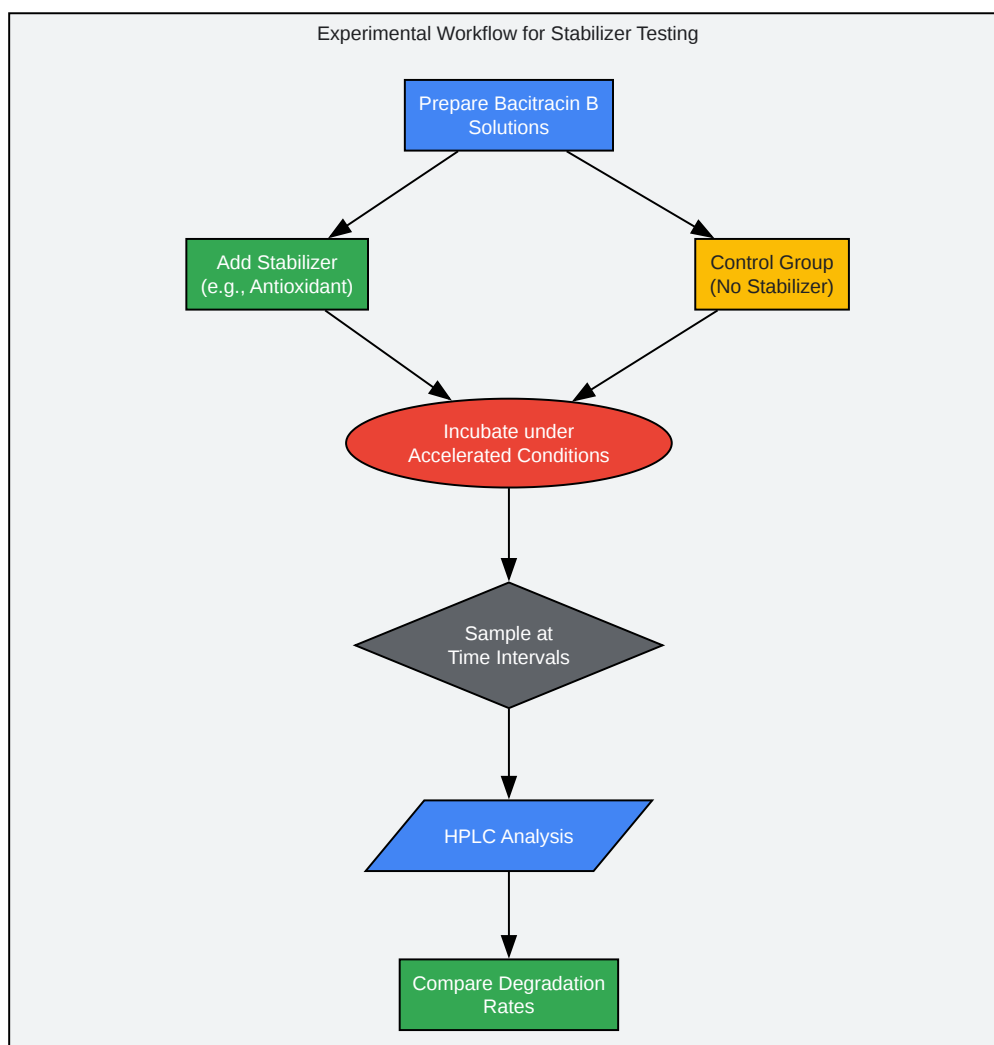 Experimental Workflow for Stabilizer Testing
Prepare Bacitracin B
Solutions
Add Stabilizer
(e.g., Antioxidant)
Control Group
(No Stabilizer)
Incubate under
Accelerated Conditions
Sample at
Time Intervals
HPLC Analysis
Compare Degradation
Rates